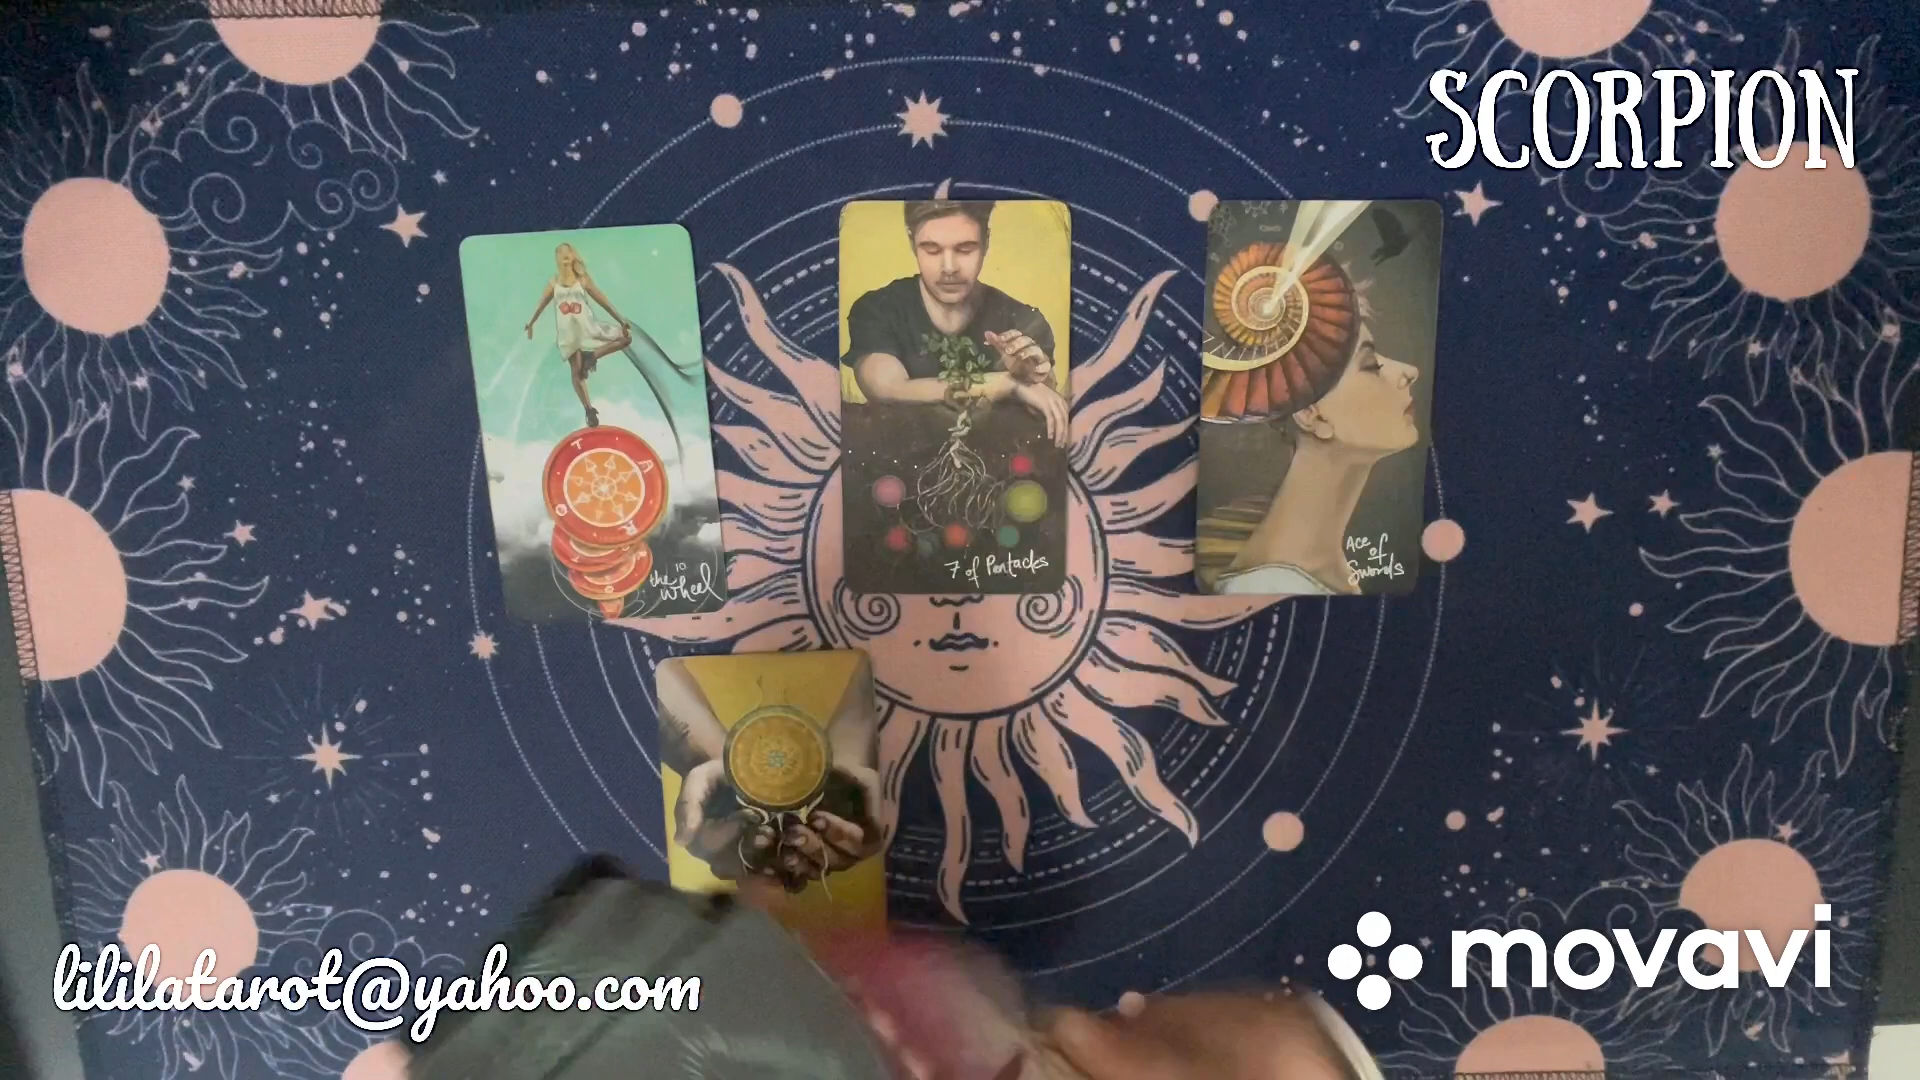 SCORPION
10
the
wheel
T
A
R
O
7 of Pentacles
Ace
of
Swords
lililatarot@yahoo.com
movavi